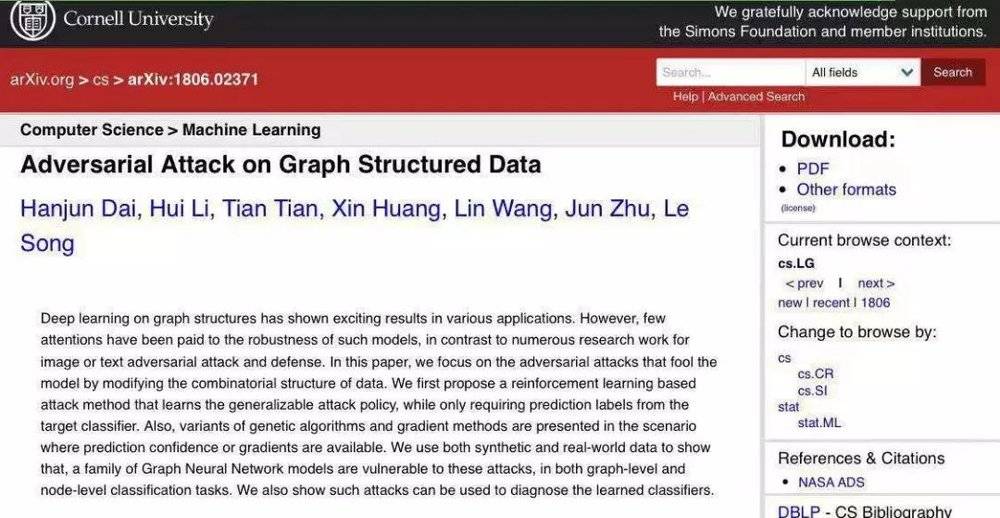 Cornell University
We gratefully acknowledge support from
the Simons Foundation and member institutions.
arXiv.org > cs > arXiv:1806.02371
Search...
All fields
Search
Help | Advanced Search
Computer Science > Machine Learning
Adversarial Attack on Graph Structured Data
Hanjun Dai, Hui Li, Tian Tian, Xin Huang, Lin Wang, Jun Zhu, Le
Song
Deep learning on graph structures has shown exciting results in various applications. However, few
attentions have been paid to the robustness of such models, in contrast to numerous research work for
image or text adversarial attack and defense. In this paper, we focus on the adversarial attacks that fool the
model by modifying the combinatorial structure of data. We first propose a reinforcement learning based
attack method that learns the generalizable attack policy, while only requiring prediction labels from the
target classifier. Also, variants of genetic algorithms and gradient methods are presented in the scenario
where prediction confidence or gradients are available. We use both synthetic and real-world data to show
that, a family of Graph Neural Network models are vulnerable to these attacks, in both graph-level and
node-level classification tasks. We also show such attacks can be used to diagnose the learned classifiers.
Download:
• PDF
• Other formats
(license)
Current browse context:
cs.LG
< prev | next >
new | recent | 1806
Change to browse by:
cs
cs.CR
cs.SI
stat
stat.ML
References & Citations
• NASA ADS
DBLP - CS Bibliography